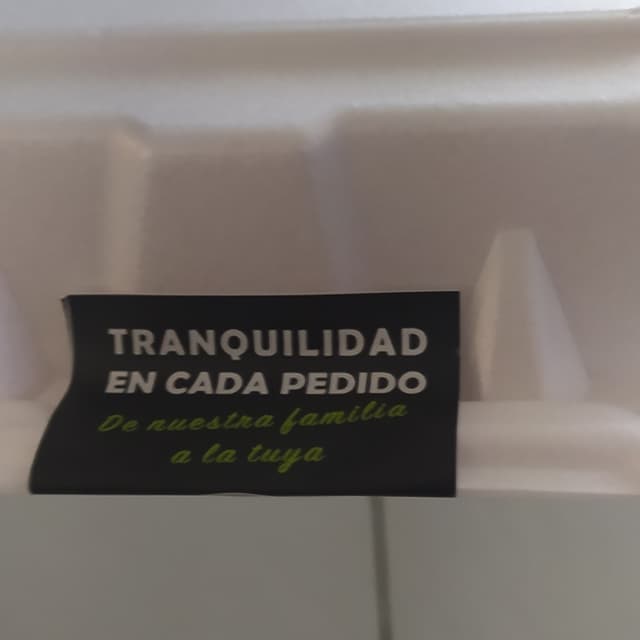 TRANQUILIDAD
EN CADA PEDIDO
De nuestra familia
a la tuya